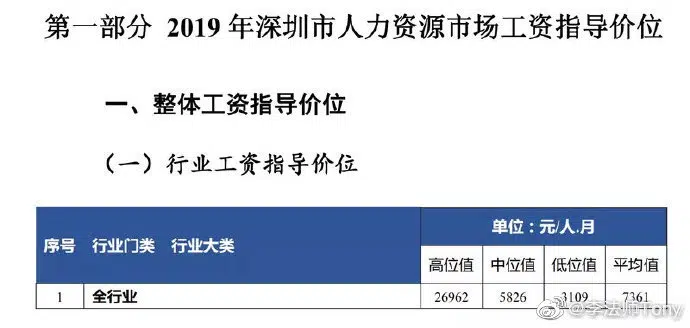 第一部分 2019 年深圳市人力资源市场工资指导价位
一、整体工资指导价位
（一）行业工资指导价位
序号 行业门类 行业大类 单位：元/人.月
高位值 中位值 低位值 平均值
1 全行业 26962 5826 3109 7361
@李法师Tony